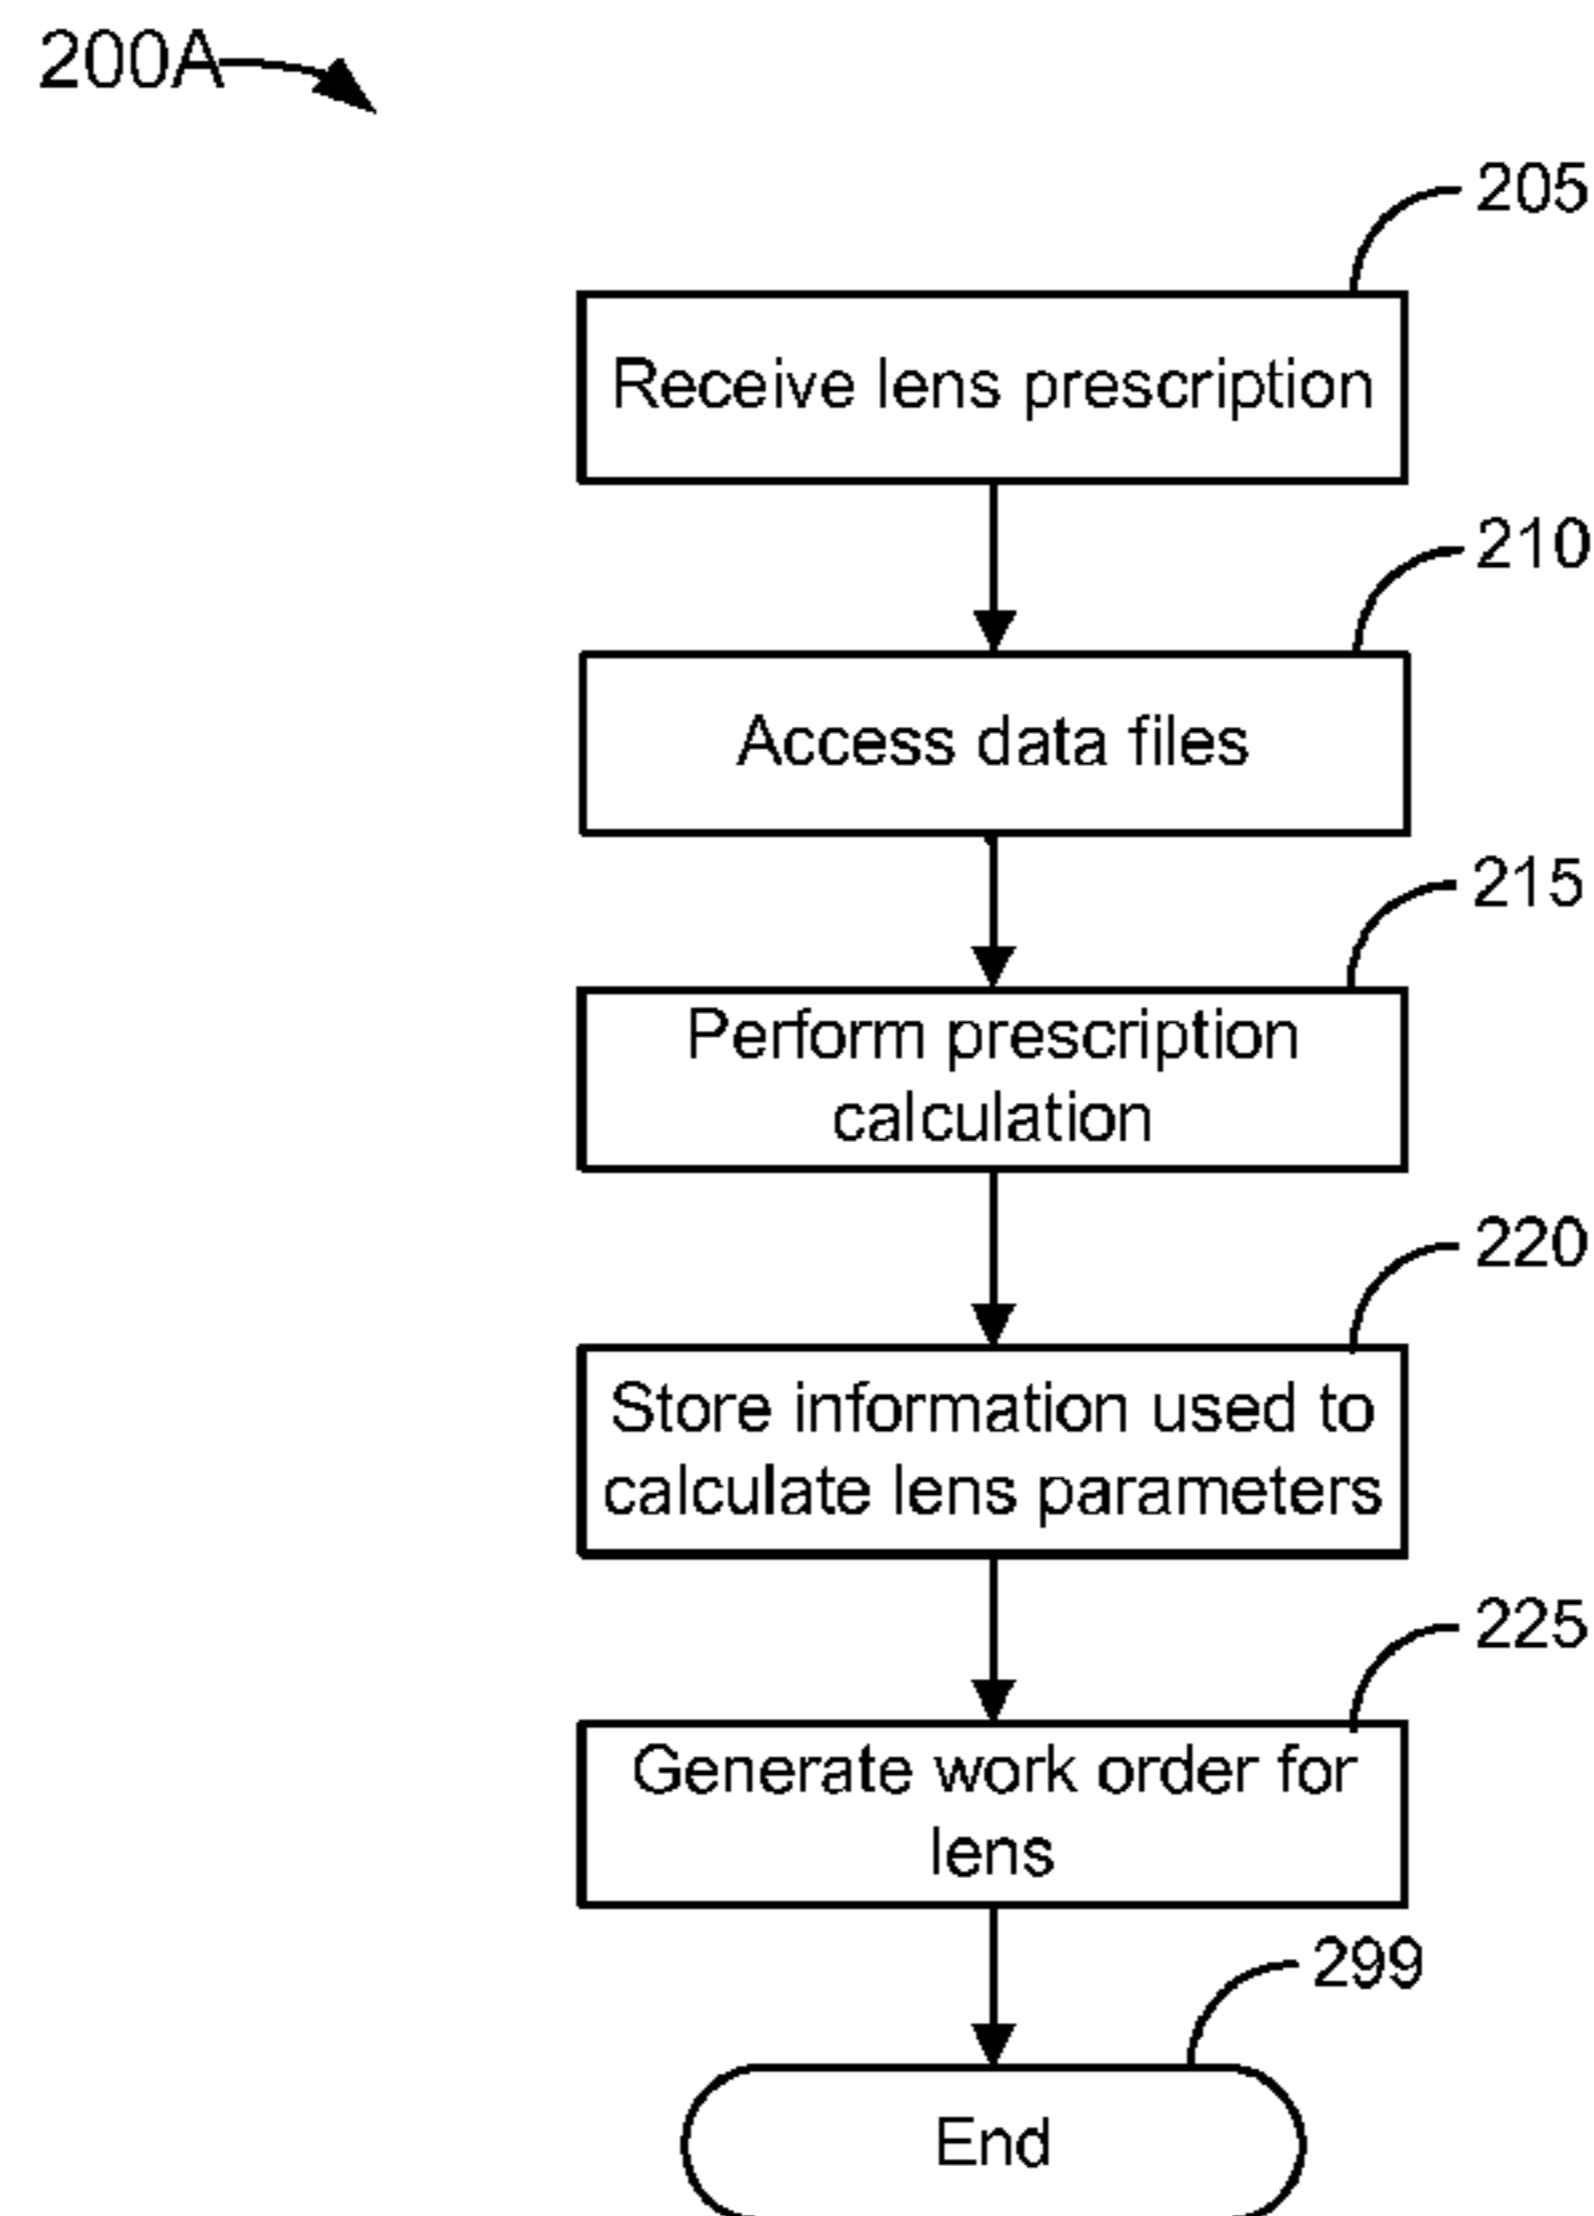 200A
205
Receive lens prescription
210
Access data files
215
Perform prescription
calculation
220
Store information used to
calculate lens parameters
225
Generate work order for
lens
299
End